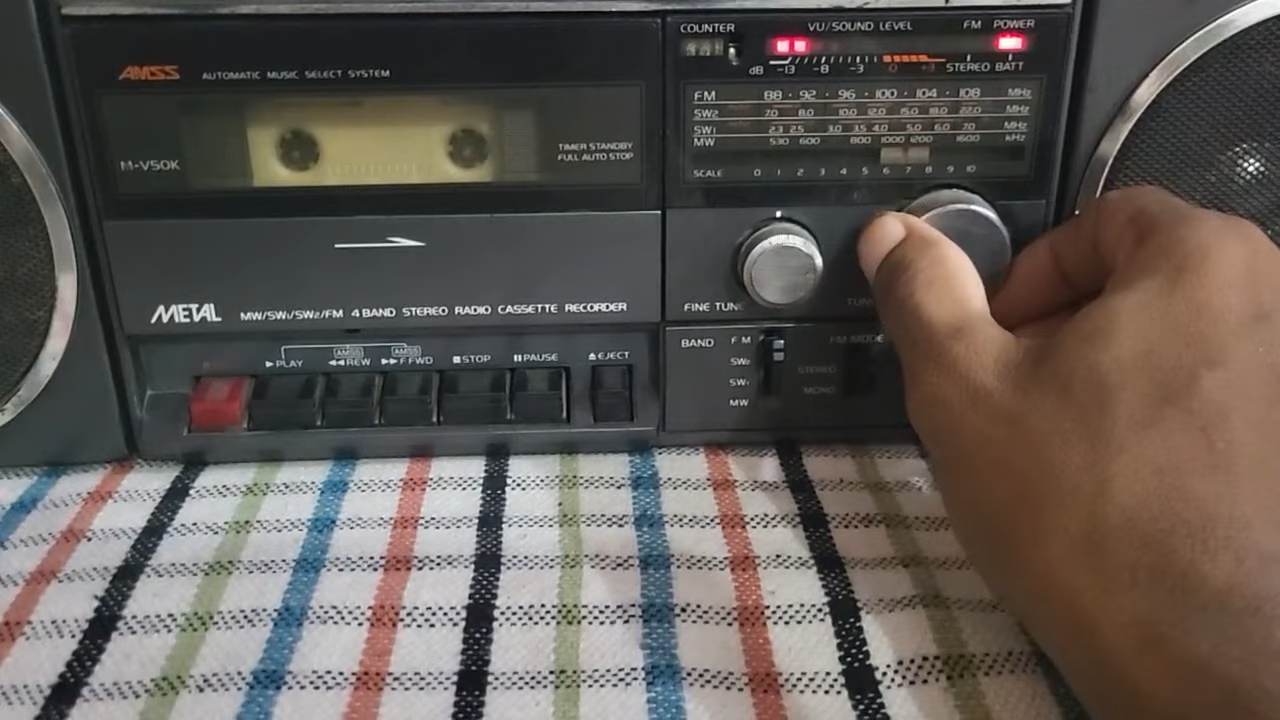 AMSS AUTOMATIC MUSIC SELECT SYSTEM
M-V50K
TIMER STANDBY
FULL AUTO STOP
METAL MW/SW1/SW2/FM 4 BAND STEREO RADIO CASSETTE RECORDER
AMSS AMSS
PLAY REW F FWD STOP PAUSE EJECT
COUNTER VU/SOUND LEVEL FM POWER
dB -13 -8 -3 0 +3 STEREO BATT
FM 88 · 92 · 96 · 100 · 104 · 108 MHz
SW2 7.0 8.0 10.0 12.0 15.0 18.0 22.0 MHz
SW1 2.3 2.5 3.0 3.5 4.0 5.0 6.0 7.0 MHz
MW 530 600 800 1000 1200 1600 kHz
SCALE 0 1 2 3 4 5 6 7 8 9 10
FINE TUN TUN
BAND FM FM-MODE
SW2 STEREO
SW1 MONO
MW